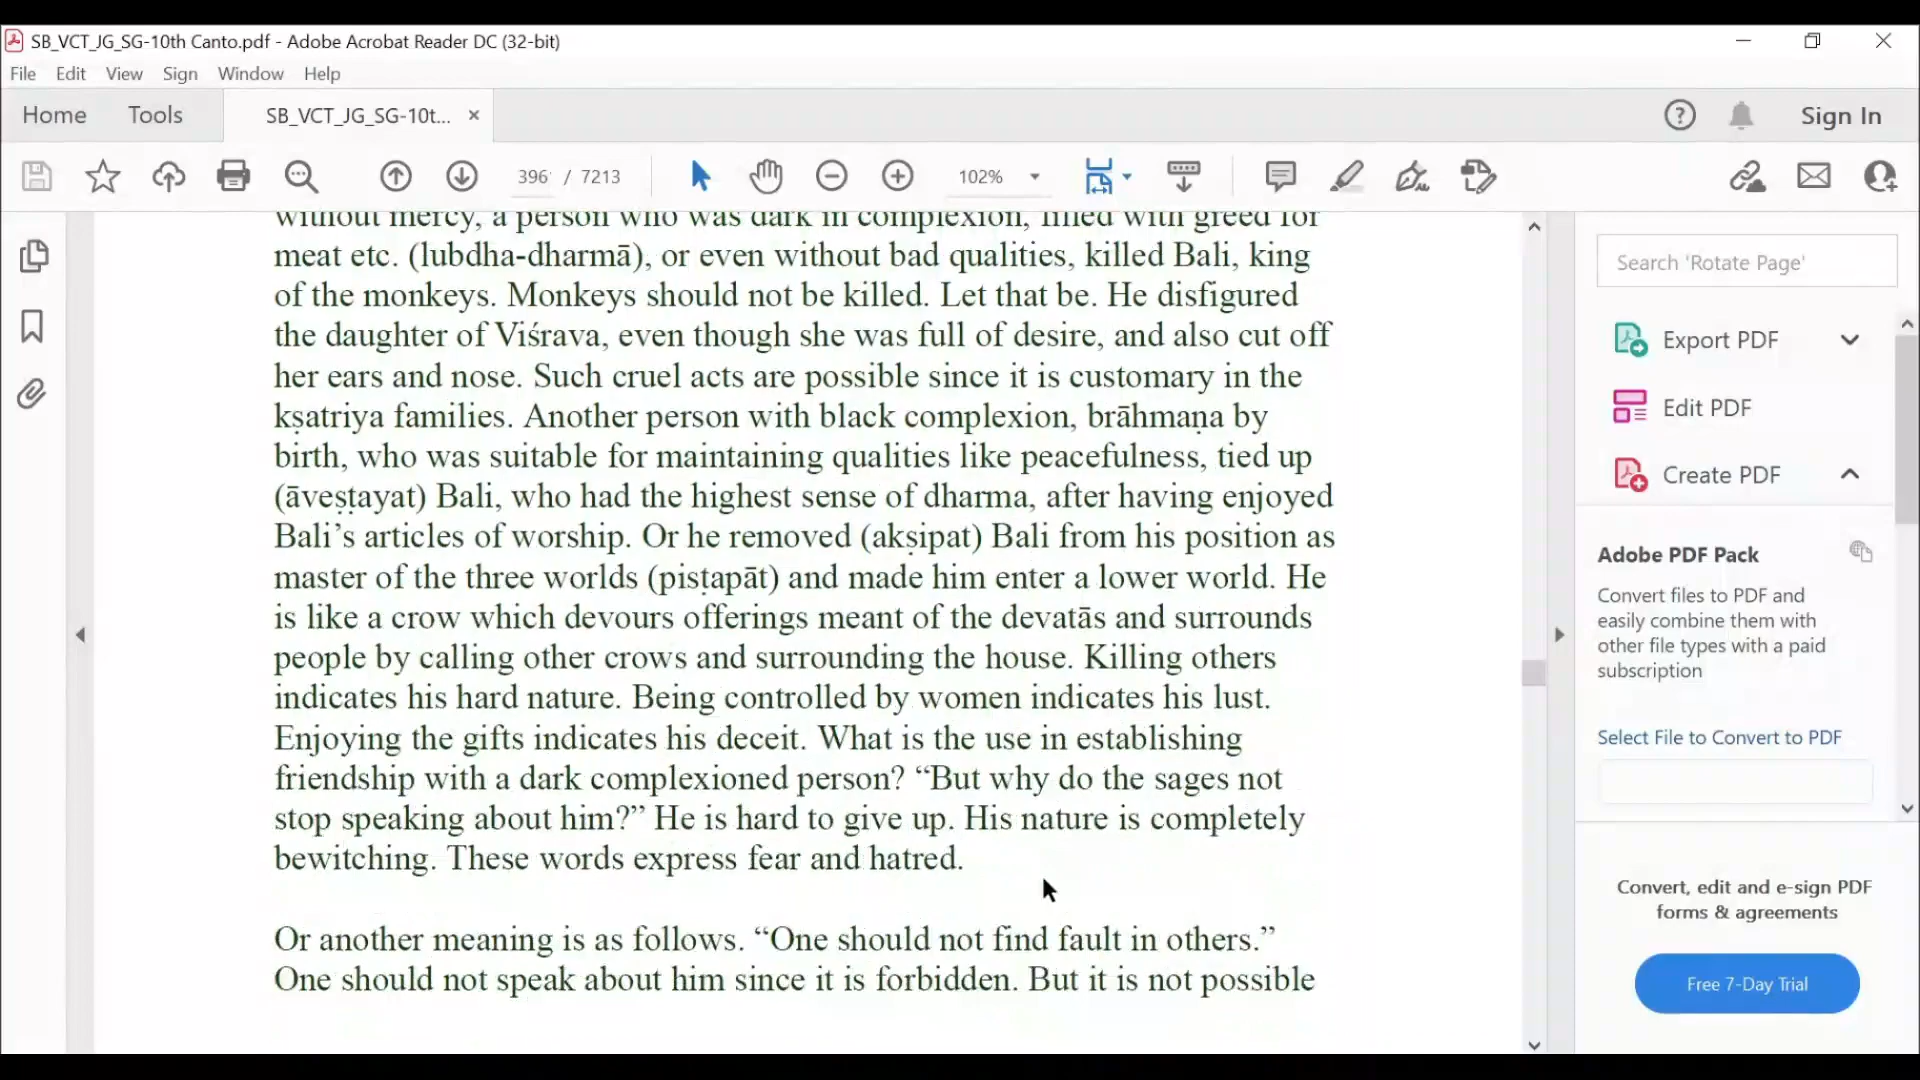 SB_VCT_JG_SG-10th Canto.pdf - Adobe Acrobat Reader DC (32-bit)
File Edit View Sign Window Help
Home Tools SB_VCT_JG_SG-10t... × Sign In
396 / 7213 102%
without mercy, a person who was dark in complexion, filled with greed for
meat etc. (lubdha-dharmā), or even without bad qualities, killed Bali, king
of the monkeys. Monkeys should not be killed. Let that be. He disfigured
the daughter of Viśrava, even though she was full of desire, and also cut off
her ears and nose. Such cruel acts are possible since it is customary in the
kṣatriya families. Another person with black complexion, brāhmaṇa by
birth, who was suitable for maintaining qualities like peacefulness, tied up
(āveṣṭayat) Bali, who had the highest sense of dharma, after having enjoyed
Bali’s articles of worship. Or he removed (akṣipat) Bali from his position as
master of the three worlds (piṣṭapāt) and made him enter a lower world. He
is like a crow which devours offerings meant of the devatās and surrounds
people by calling other crows and surrounding the house. Killing others
indicates his hard nature. Being controlled by women indicates his lust.
Enjoying the gifts indicates his deceit. What is the use in establishing
friendship with a dark complexioned person? “But why do the sages not
stop speaking about him?” He is hard to give up. His nature is completely
bewitching. These words express fear and hatred.
Or another meaning is as follows. “One should not find fault in others.”
One should not speak about him since it is forbidden. But it is not possible
Search 'Rotate Page'
Export PDF
Edit PDF
Create PDF
Adobe PDF Pack
Convert files to PDF and
easily combine them with
other file types with a paid
subscription
Select File to Convert to PDF
Convert, edit and e-sign PDF
forms & agreements
Free 7-Day Trial